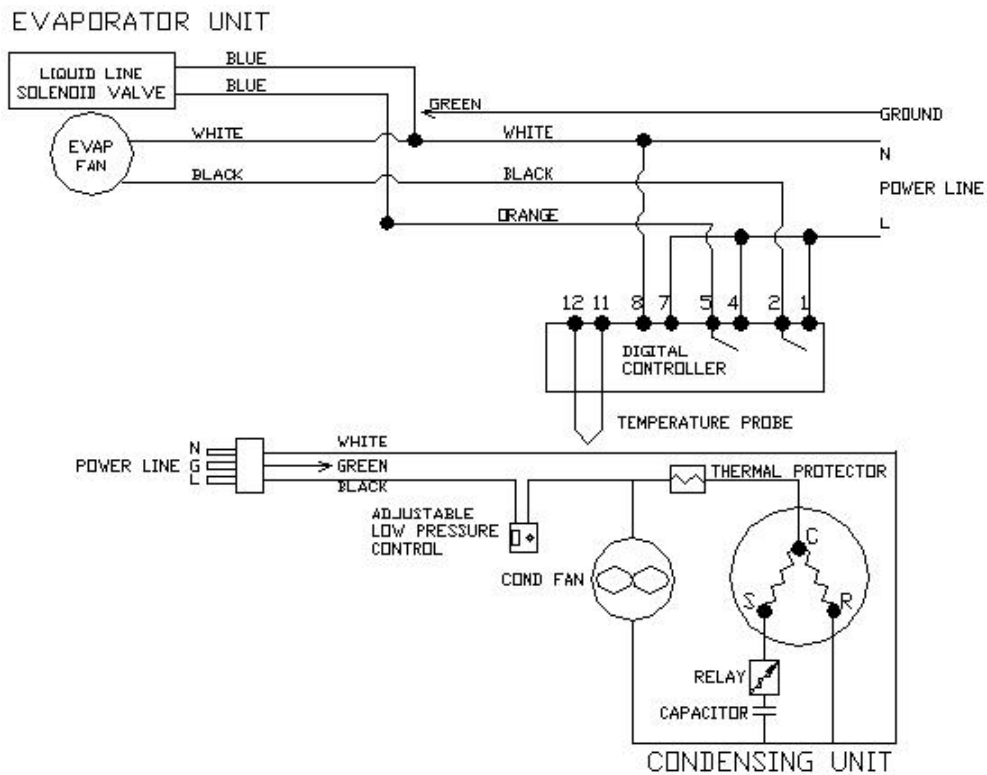 EVAPORATOR UNIT
BLUE
LIQUID LINE
SOLENOID VALVE
BLUE
GREEN
GROUND
EVAP
FAN
WHITE
WHITE
N
BLACK
BLACK
POWER LINE
ORANGE
L
12 11 8 7 5 4 2 1
DIGITAL
CONTROLLER
TEMPERATURE PROBE
POWER LINE
N
G
L
WHITE
GREEN
BLACK
THERMAL PROTECTOR
ADJUSTABLE
LOW PRESSURE
CONTROL
COND FAN
C
S
R
RELAY
CAPACITOR
CONDENSING UNIT